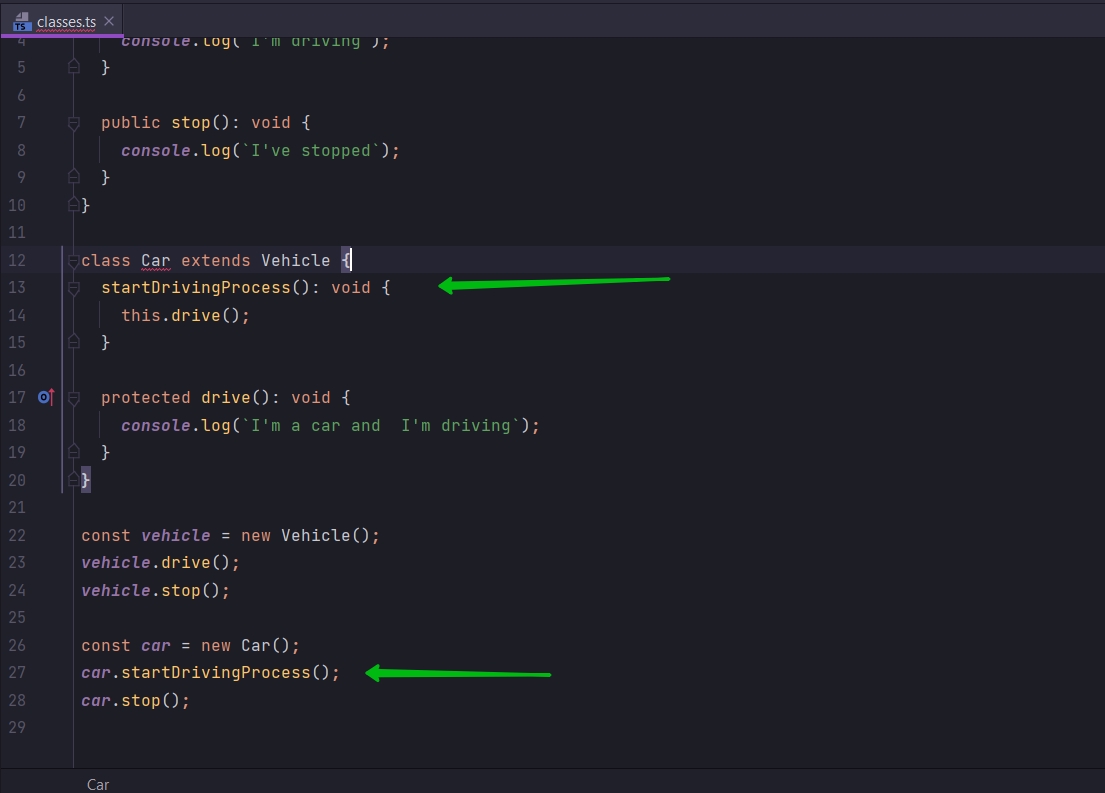 TS classes.ts
4 console.log(`I'm driving`);
5 }
6
7 public stop(): void {
8 console.log(`I've stopped`);
9 }
10 }
11
12 class Car extends Vehicle {
13 startDrivingProcess(): void {
14 this.drive();
15 }
16
17 protected drive(): void {
18 console.log(`I'm a car and  I'm driving`);
19 }
20 }
21
22 const vehicle = new Vehicle();
23 vehicle.drive();
24 vehicle.stop();
25
26 const car = new Car();
27 car.startDrivingProcess();
28 car.stop();
29
Car